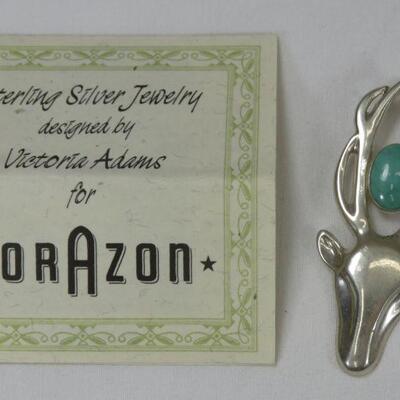 terling Silver Jewelry
designed by
Victoria Adams
for
orAzon★